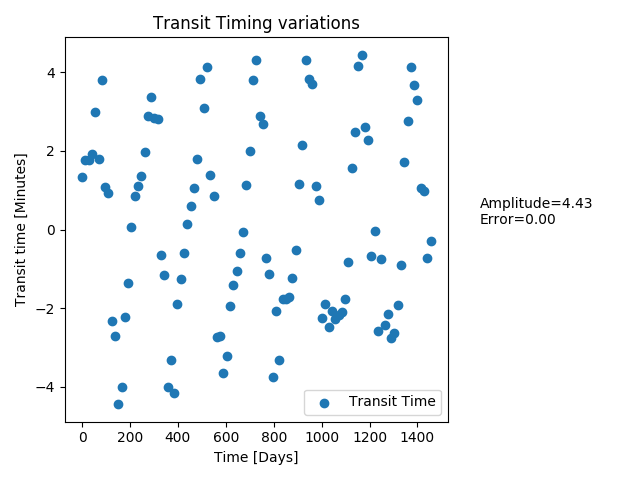 Transit Timing variations
Transit time [Minutes]
4
2
0
−2
−4
Amplitude=4.43
Error=0.00
Transit Time
0 200 400 600 800 1000 1200 1400
Time [Days]